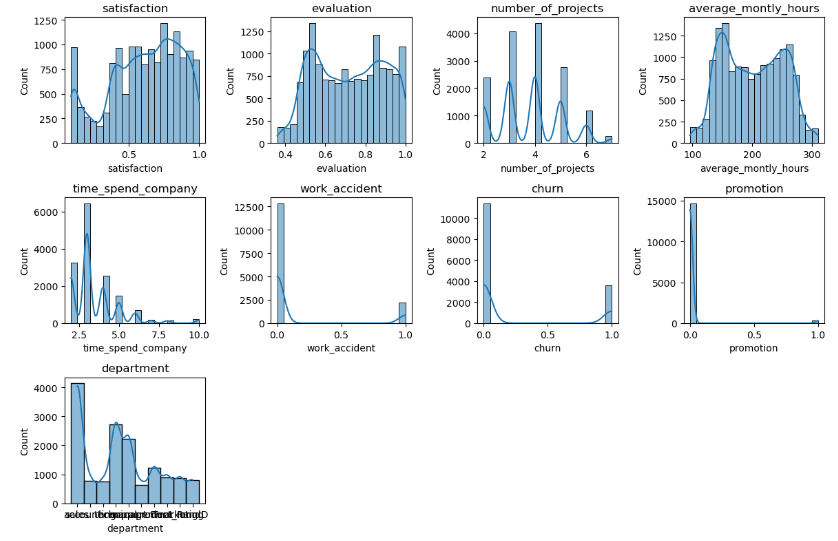 satisfaction
evaluation
number_of_projects
average_montly_hours
1250
1000
750
500
250
0
Count
0.5
1.0
satisfaction
1250
1000
750
500
250
0
Count
0.4
0.6
0.8
1.0
evaluation
4000
3000
2000
1000
0
Count
2
4
6
number_of_projects
1250
1000
750
500
250
0
Count
100
200
300
average_montly_hours
time_spend_company
work_accident
churn
promotion
6000
4000
2000
0
Count
2.5
5.0
7.5
10.0
time_spend_company
12500
10000
7500
5000
2500
0
Count
0.0
0.5
1.0
work_accident
10000
8000
6000
4000
2000
0
Count
0.0
0.5
1.0
churn
15000
10000
5000
0
Count
0.0
0.5
1.0
promotion
department
4000
3000
2000
1000
0
Count
department